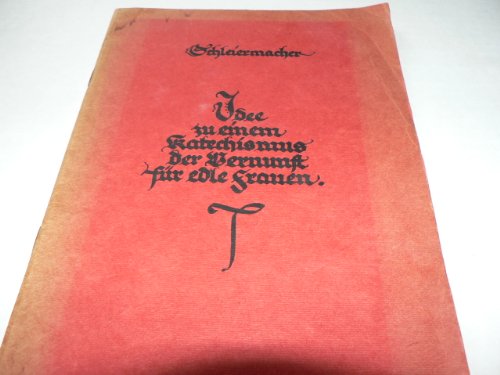 Schleiermacher
Idee
zu einem
Katechismus
der Vernunft
für edle Frauen.